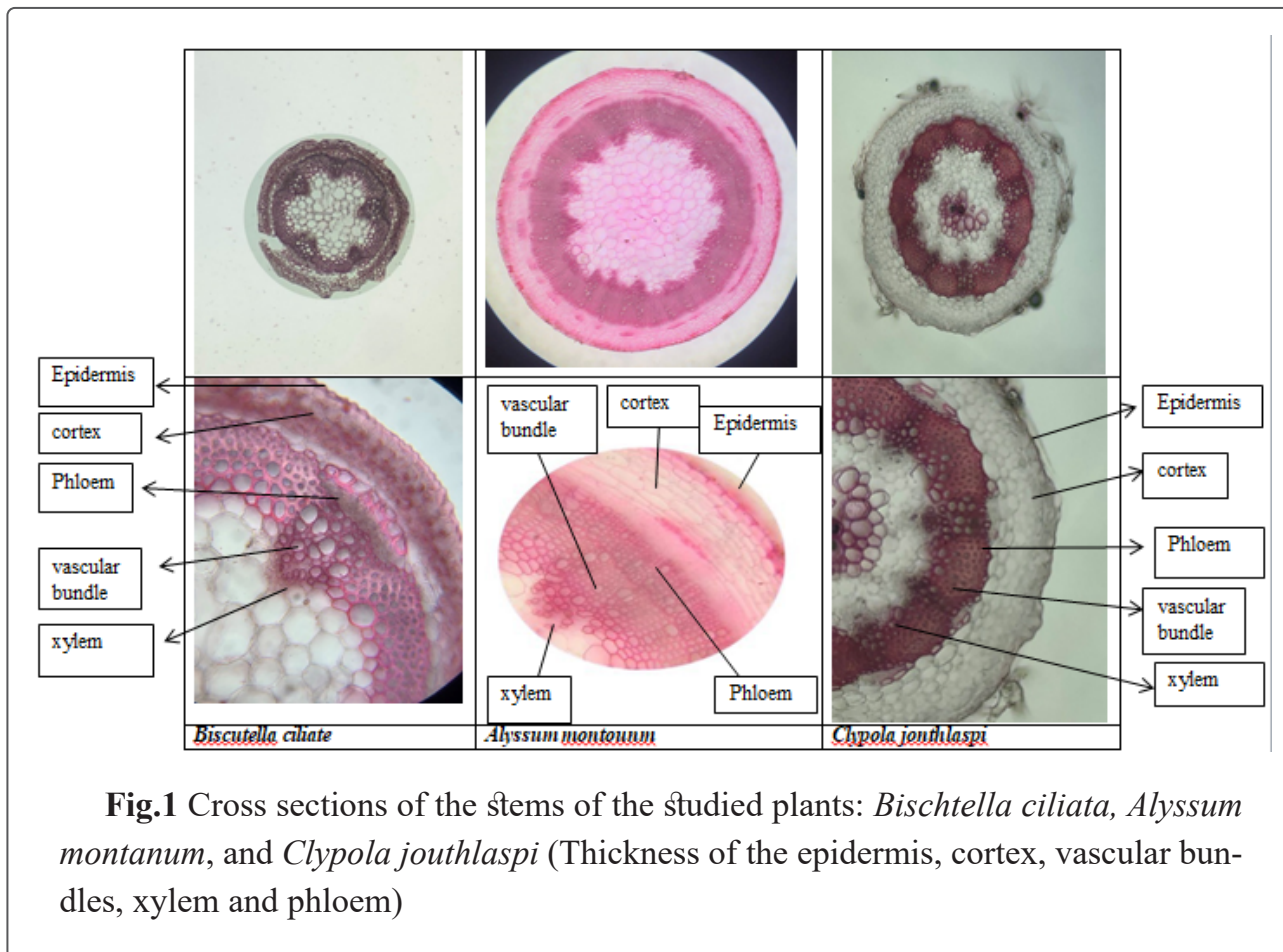 Epidermis
cortex
Phloem
vascular
bundle
xylem
vascular
bundle
cortex
Epidermis
xylem
Phloem
Epidermis
cortex
Phloem
vascular
bundle
xylem
Biscutella ciliate
Alyssum montounm
Clypola jonthlaspi
Fig.1 Cross sections of the stems of the studied plants: Bischtella ciliata, Alyssum
montanum, and Clypola jouthlaspi (Thickness of the epidermis, cortex, vascular bun-
dles, xylem and phloem)